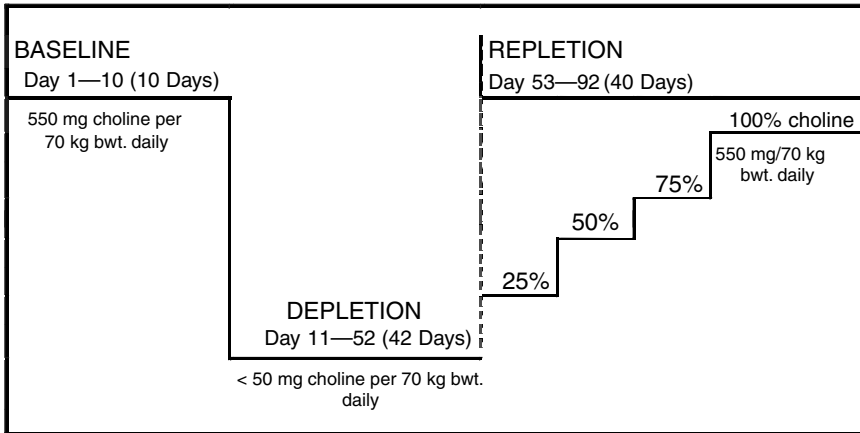 BASELINE
Day 1—10 (10 Days)
550 mg choline per
70 kg bwt. daily
DEPLETION
Day 11—52 (42 Days)
< 50 mg choline per 70 kg bwt.
daily
REPLETION
Day 53—92 (40 Days)
25%
50%
75%
100% choline
550 mg/70 kg
bwt. daily